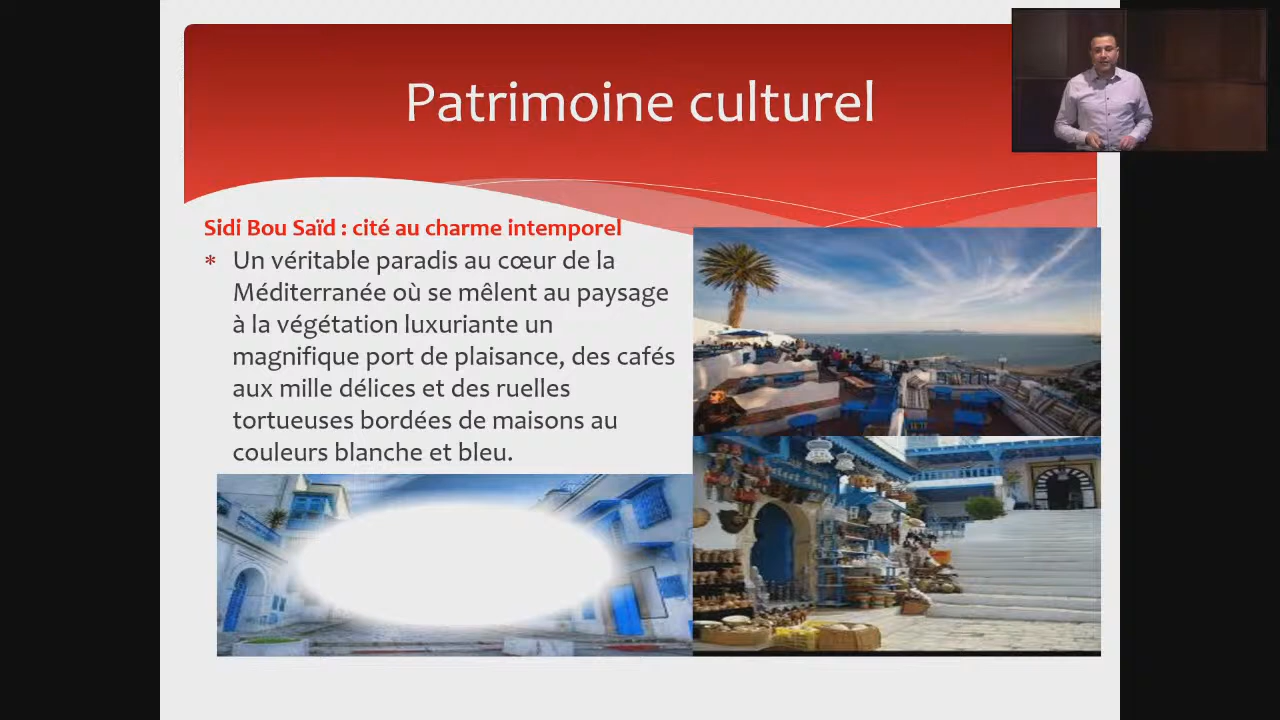 Patrimoine culturel
Sidi Bou Saïd : cité au charme intemporel
* Un véritable paradis au cœur de la
Méditerranée où se mêlent au paysage
à la végétation luxuriante un
magnifique port de plaisance, des cafés
aux mille délices et des ruelles
tortueuses bordées de maisons au
couleurs blanche et bleu.